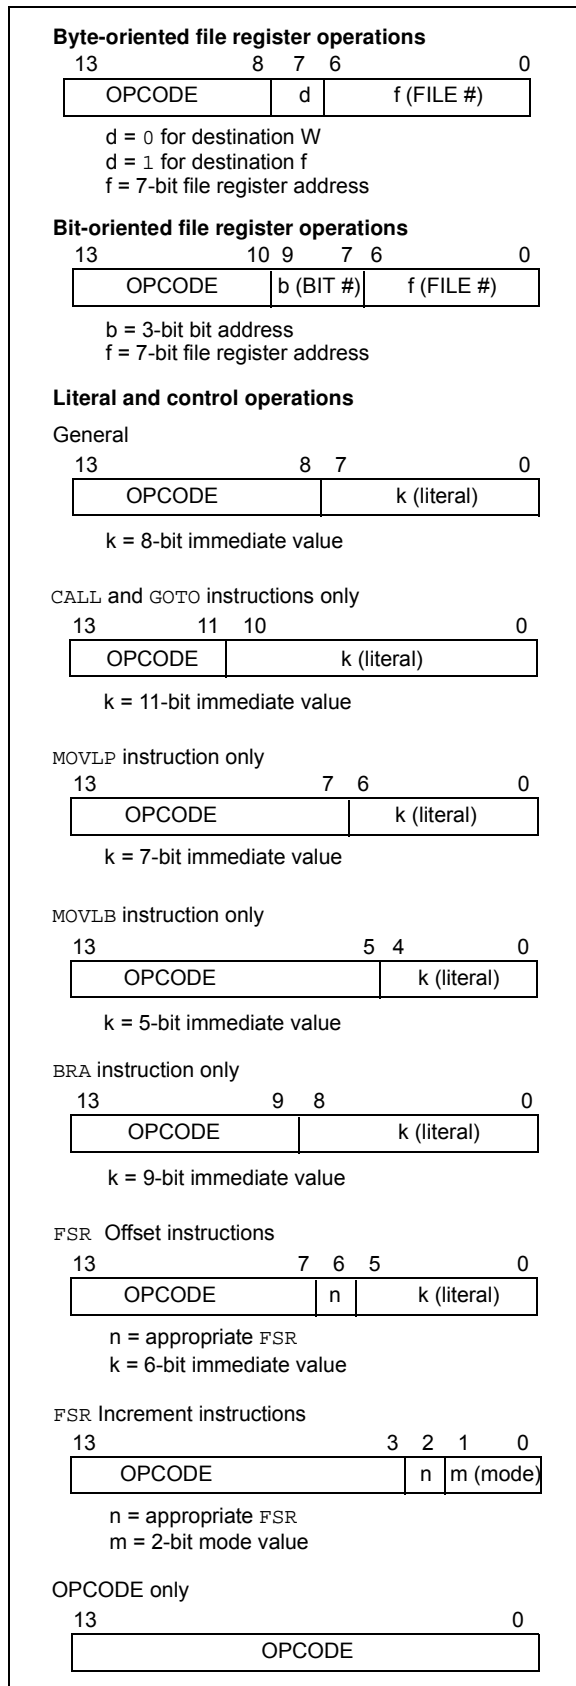 Byte-oriented file register operations
13 8 7 6 0
OPCODE d f (FILE #)
d = 0 for destination W
d = 1 for destination f
f = 7-bit file register address
Bit-oriented file register operations
13 10 9 7 6 0
OPCODE b (BIT #) f (FILE #)
b = 3-bit bit address
f = 7-bit file register address
Literal and control operations
General
13 8 7 0
OPCODE k (literal)
k = 8-bit immediate value
CALL and GOTO instructions only
13 11 10 0
OPCODE k (literal)
k = 11-bit immediate value
MOVLP instruction only
13 7 6 0
OPCODE k (literal)
k = 7-bit immediate value
MOVLB instruction only
13 5 4 0
OPCODE k (literal)
k = 5-bit immediate value
BRA instruction only
13 9 8 0
OPCODE k (literal)
k = 9-bit immediate value
FSR Offset instructions
13 7 6 5 0
OPCODE n k (literal)
n = appropriate FSR
k = 6-bit immediate value
FSR Increment instructions
13 3 2 1 0
OPCODE n m (mode)
n = appropriate FSR
m = 2-bit mode value
OPCODE only
13 0
OPCODE